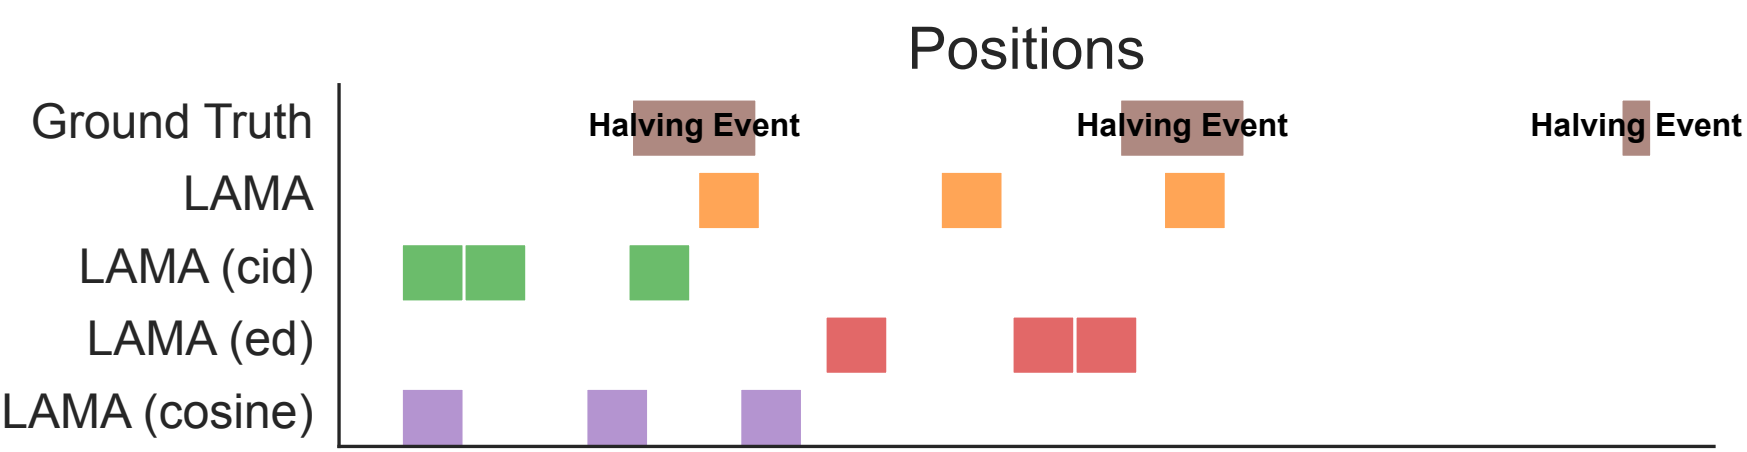 Positions
Ground Truth
Halving Event
Halving Event
Halving Event
LAMA
LAMA (cid)
LAMA (ed)
LAMA (cosine)